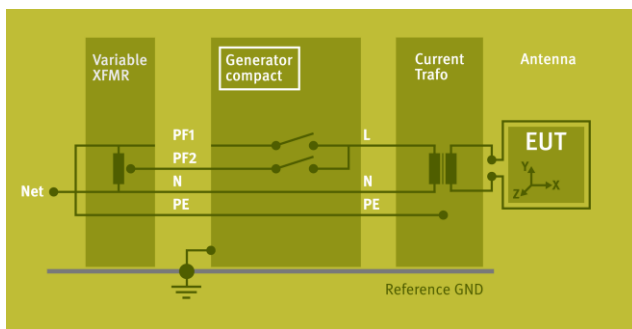 Variable
XFMR
Generator
compact
Current
Trafo
Antenna
PF1
L
PF2
N
N
PE
PE
Net
EUT
Y
X
Z
Reference GND